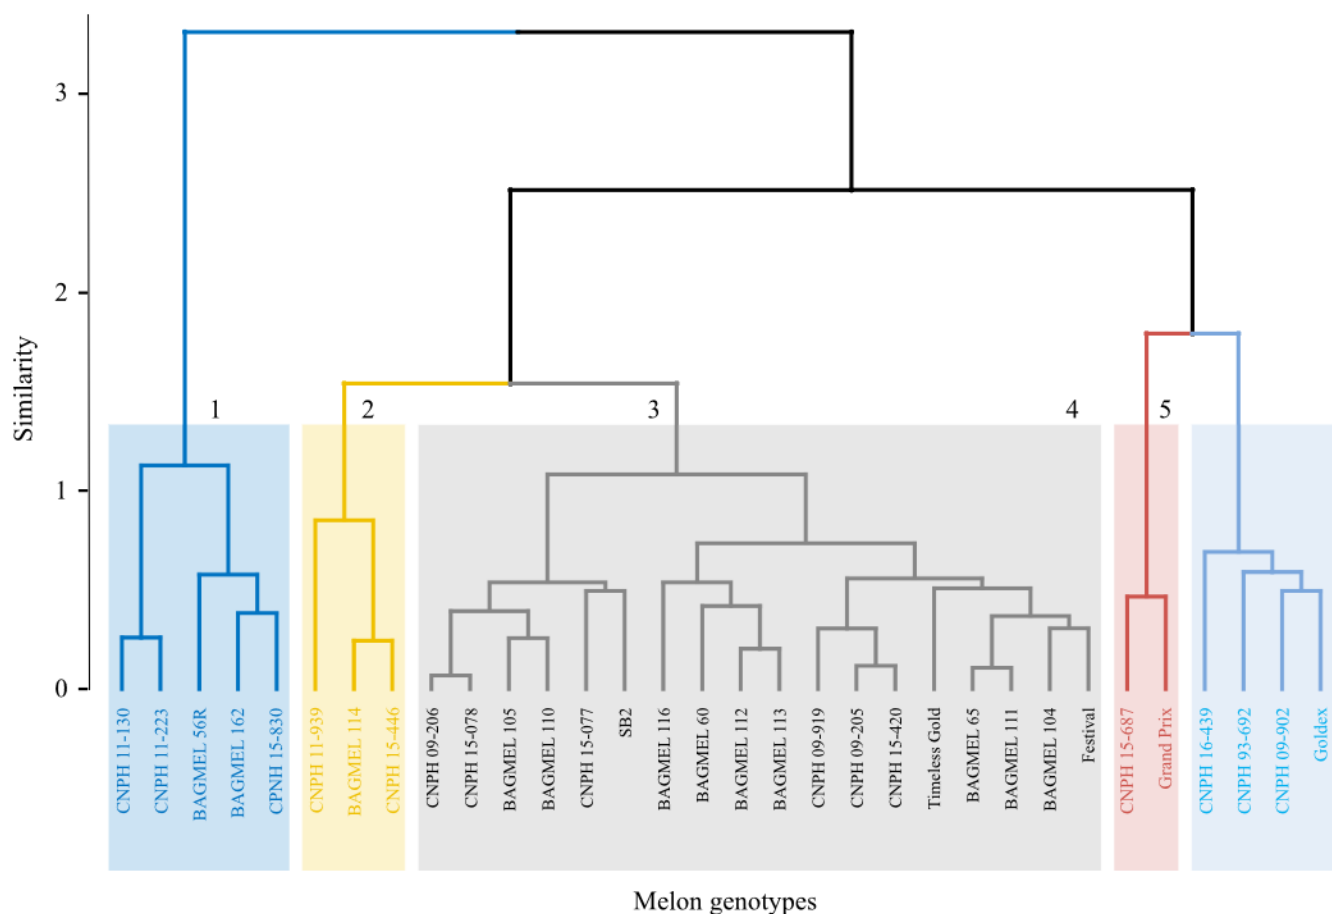 3
2
1
0
Similarity
1
2
3
4
5
CNPH 11-130
CNPH 11-223
BAGMEL 56R
BAGMEL 162
CPNH 15-830
CNPH 11-939
BAGMEL 114
CNPH 15-446
CNPH 09-206
CNPH 15-078
BAGMEL 105
BAGMEL 110
CNPH 15-077
SB2
BAGMEL 116
BAGMEL 60
BAGMEL 112
BAGMEL 113
CNPH 09-919
CNPH 09-205
CNPH 15-420
Timeless Gold
BAGMEL 65
BAGMEL 111
BAGMEL 104
Festival
CNPH 15-687
Grand Prix
CNPH 16-439
CNPH 93-692
CNPH 09-902
Goldex
Melon genotypes